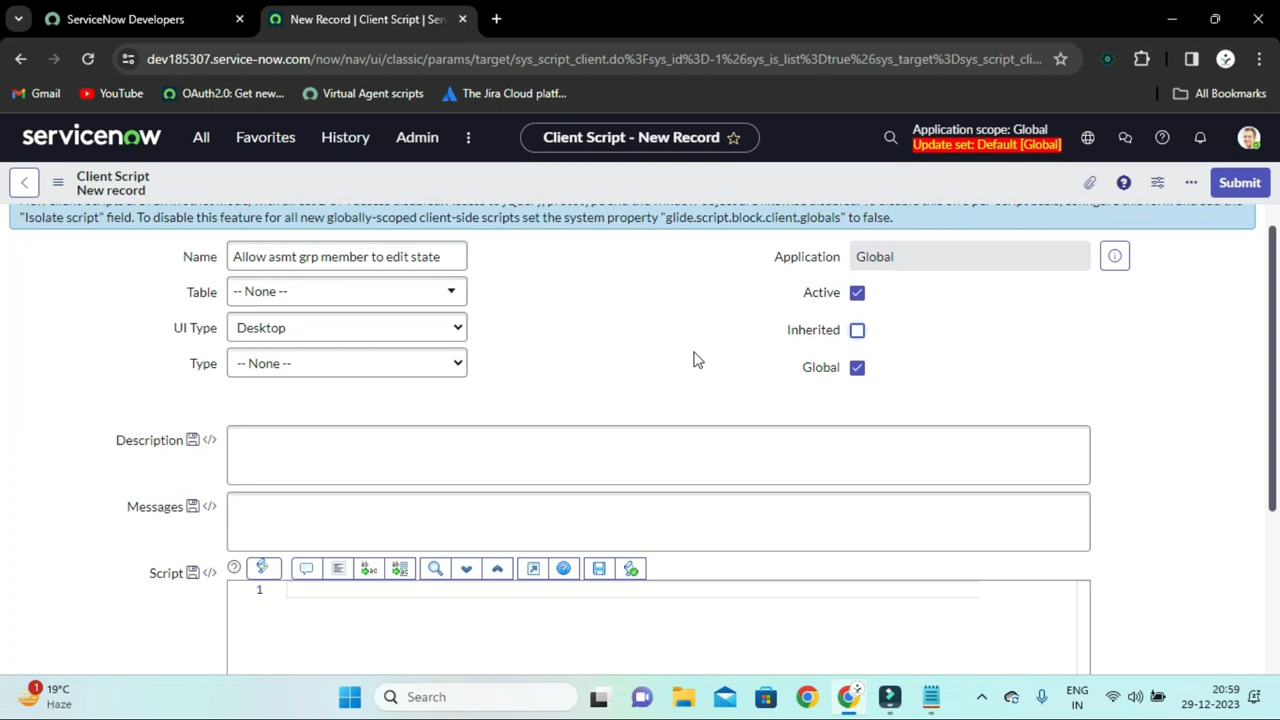 ServiceNow Developers
New Record | Client Script | Ser
dev185307.service-now.com/now/nav/ui/classic/params/target/sys_script_client.do%3Fsys_id%3D-1%26sys_is_list%3Dtrue%26sys_target%3Dsys_script_cli...
Gmail
YouTube
OAuth2.0: Get new...
Virtual Agent scripts
The Jira Cloud platf...
All Bookmarks
servicenow
All
Favorites
History
Admin
Client Script - New Record
Application scope: Global
Update set: Default [Global]
Client Script
New record
Submit
"Isolate script" field. To disable this feature for all new globally-scoped client-side scripts set the system property "glide.script.block.client.globals" to false.
Name
Allow asmt grp member to edit state
Application
Global
Table
-- None --
Active
UI Type
Desktop
Inherited
Type
-- None --
Global
Description
Messages
Script
1
1
19°C
Haze
Search
ENG
IN
20:59
29-12-2023